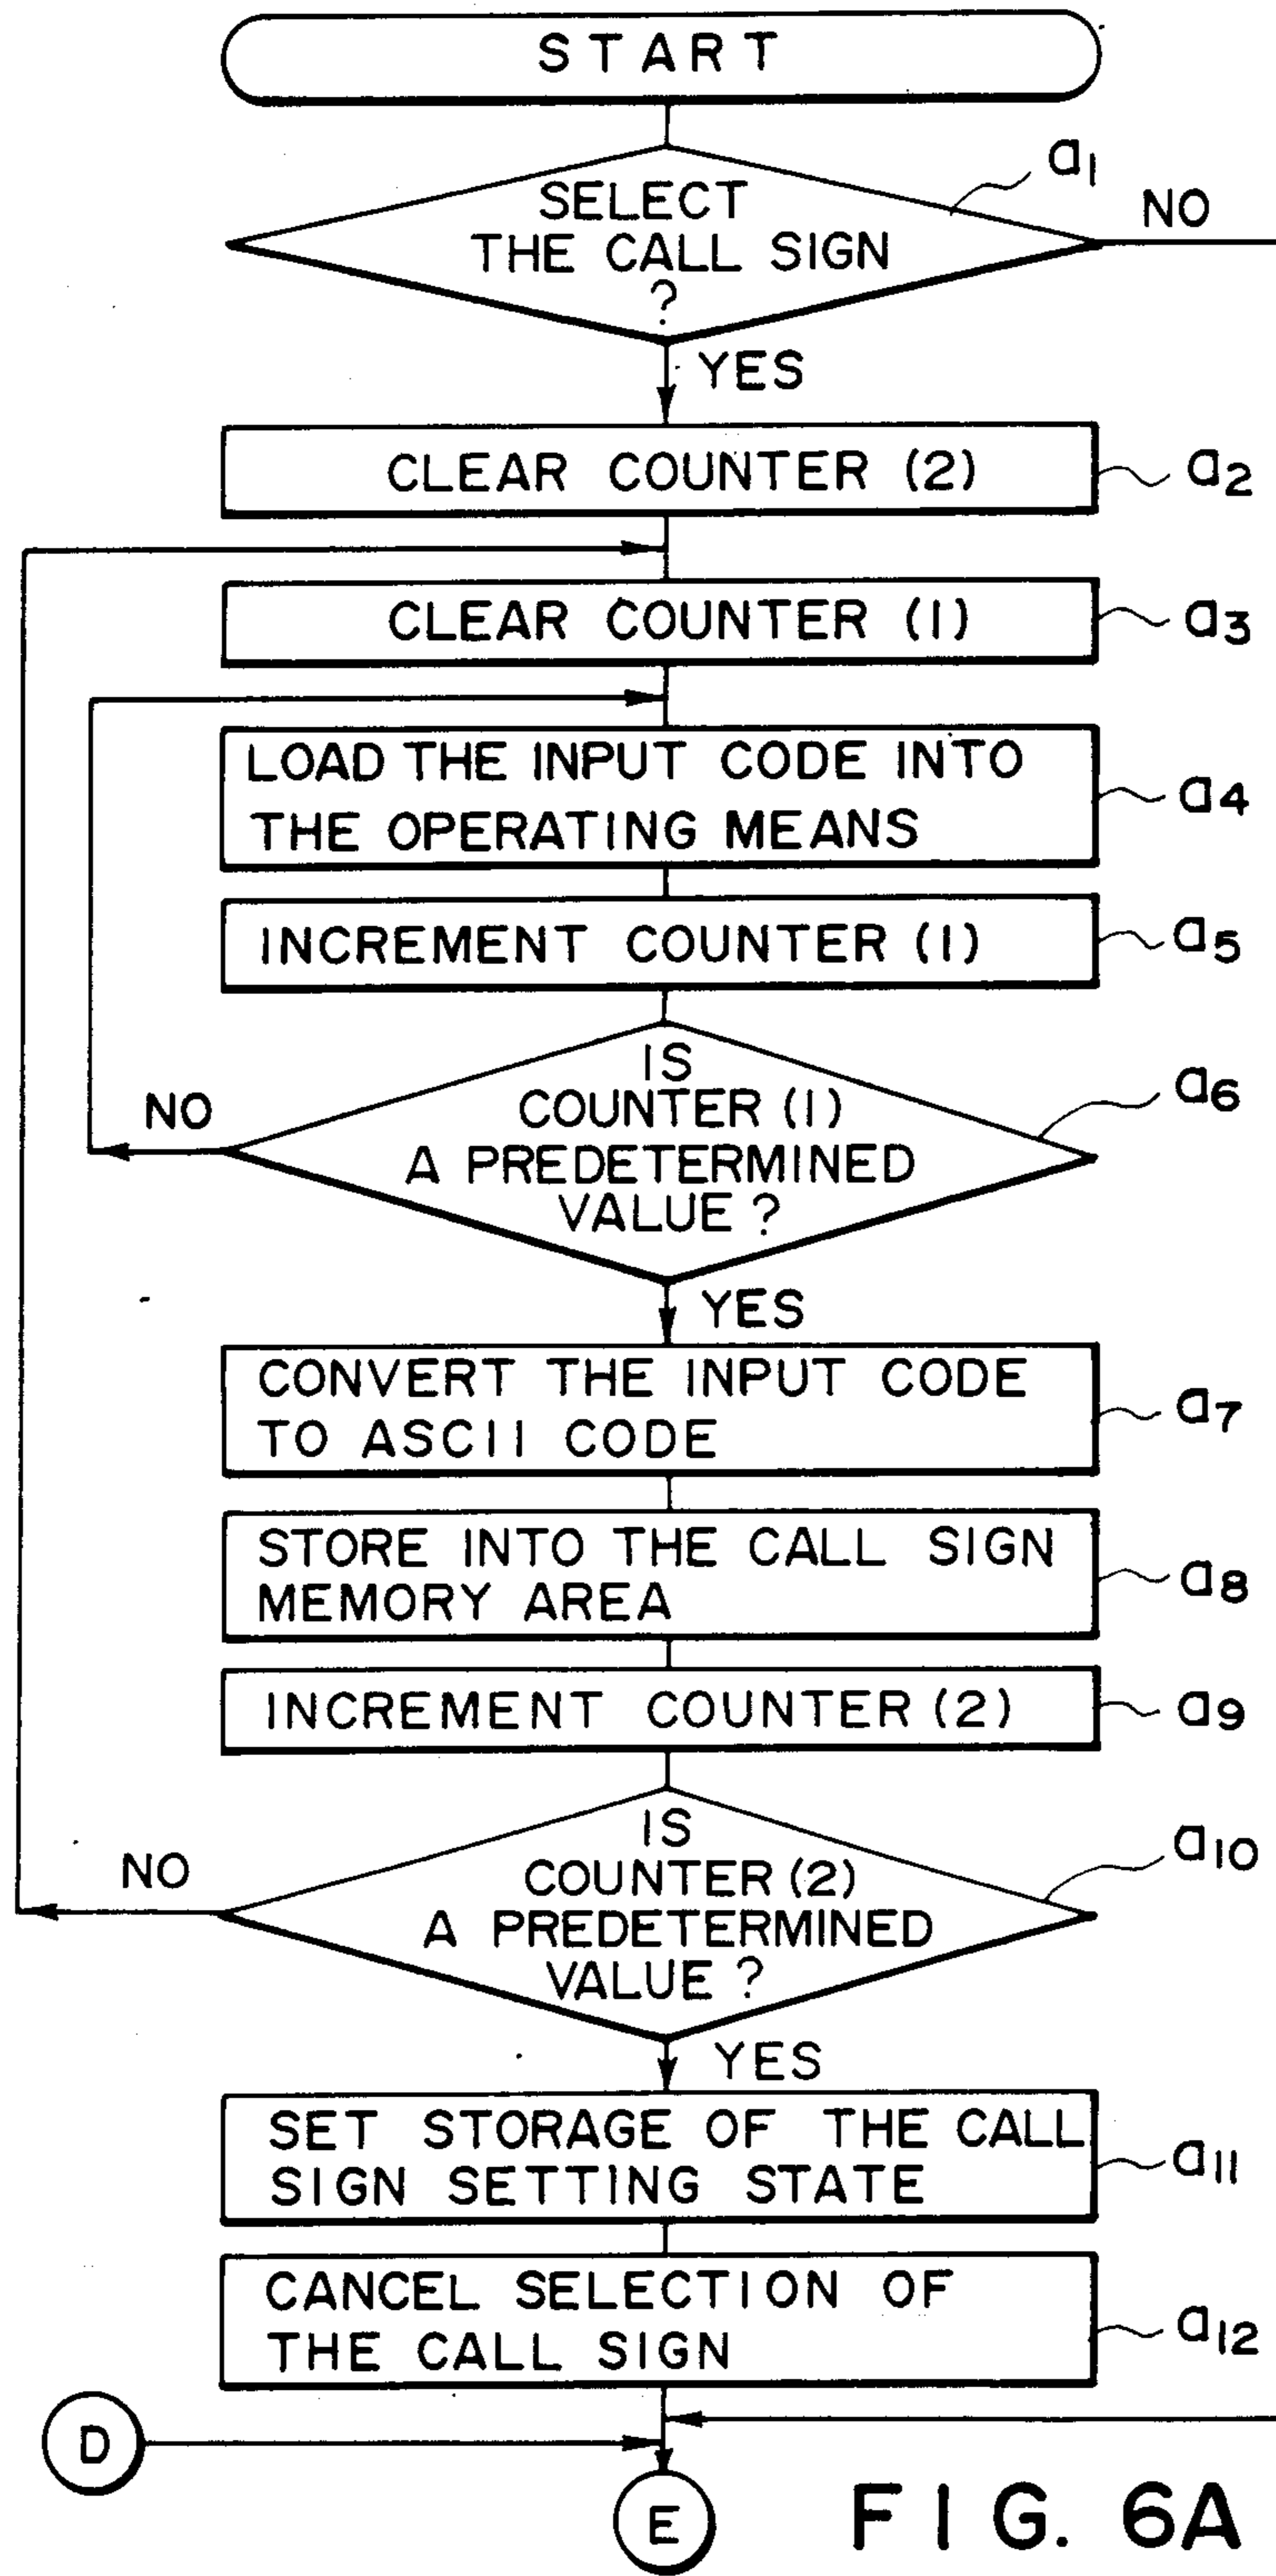 START
a1
NO
SELECT
THE CALL SIGN
?
YES
CLEAR COUNTER (2)
a2
CLEAR COUNTER (1)
a3
LOAD THE INPUT CODE INTO
THE OPERATING MEANS
a4
INCREMENT COUNTER (1)
a5
IS
COUNTER (1)
A PREDETERMINED
VALUE ?
a6
NO
YES
CONVERT THE INPUT CODE
TO ASCII CODE
a7
STORE INTO THE CALL SIGN
MEMORY AREA
a8
INCREMENT COUNTER (2)
a9
IS
COUNTER (2)
A PREDETERMINED
VALUE ?
a10
NO
YES
SET STORAGE OF THE CALL
SIGN SETTING STATE
a11
CANCEL SELECTION OF
THE CALL SIGN
a12
D
E
FIG. 6A